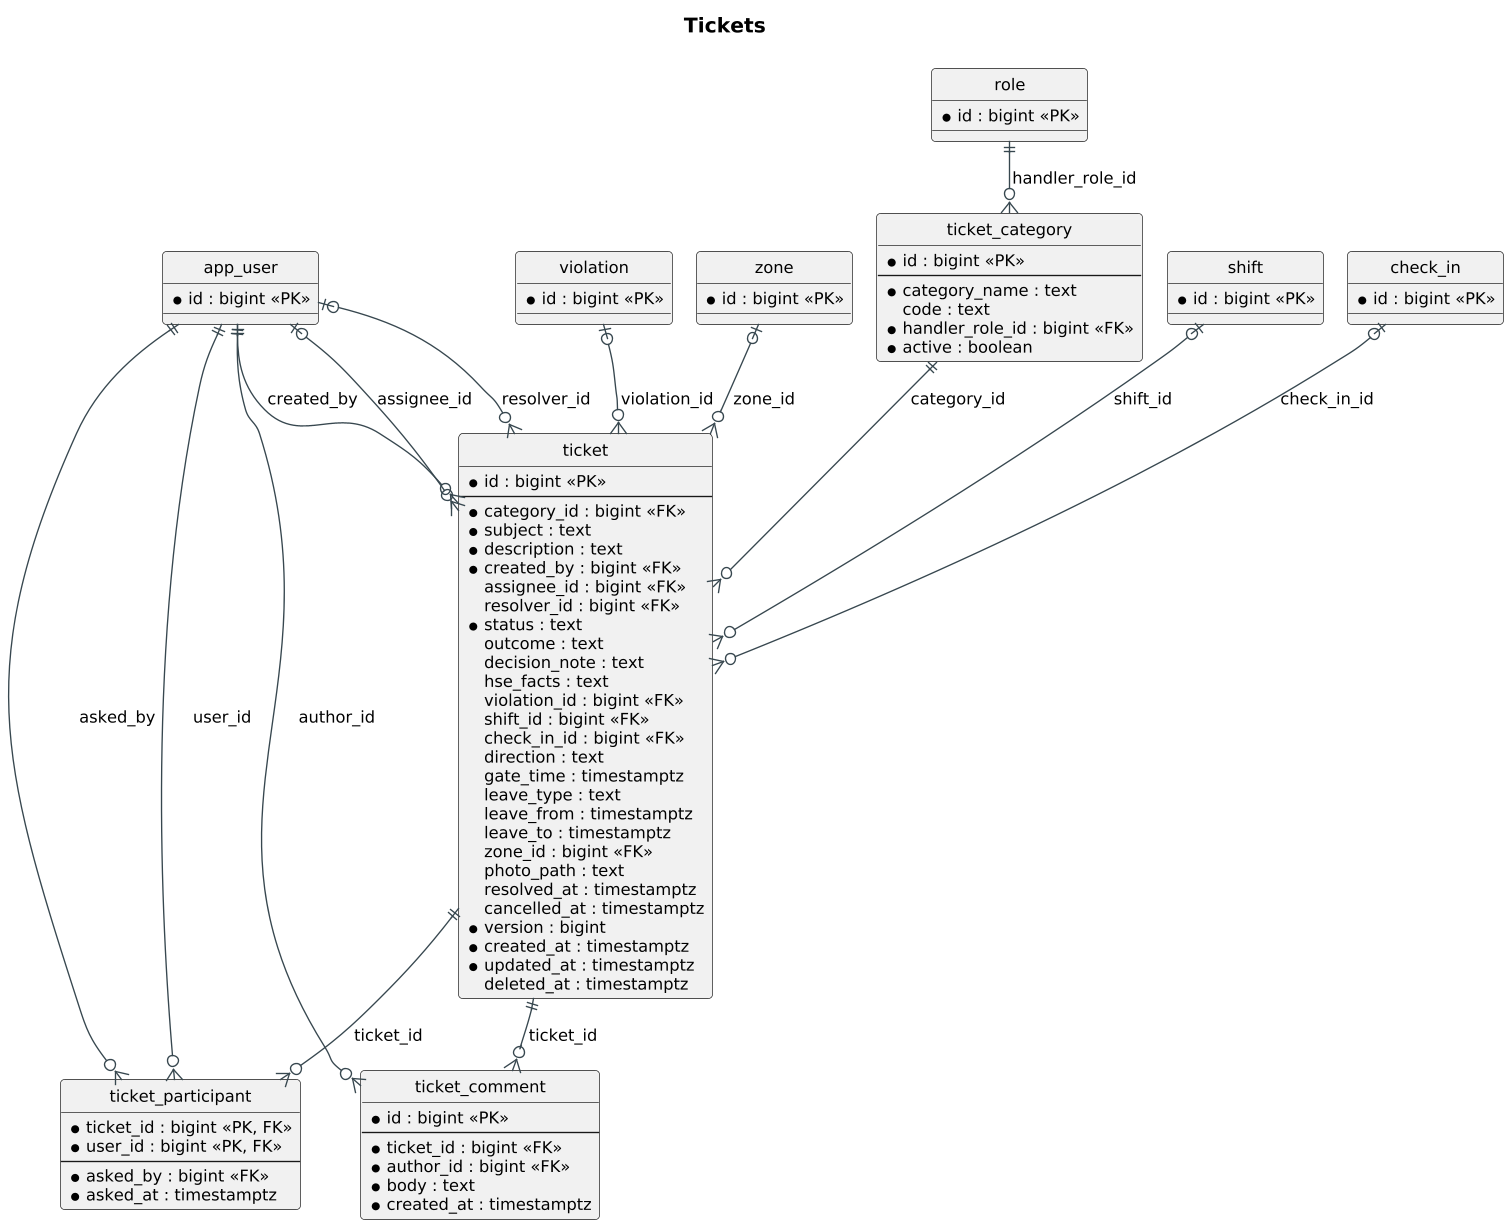 Tickets
role
id : bigint «PK»
handler_role_id
ticket_category
id : bigint «PK»
category_name : text
code : text
handler_role_id : bigint «FK»
active : boolean
app_user
id : bigint «PK»
violation
id : bigint «PK»
zone
id : bigint «PK»
shift
id : bigint «PK»
check_in
id : bigint «PK»
created_by
assignee_id
resolver_id
violation_id
zone_id
category_id
shift_id
check_in_id
ticket
id : bigint «PK»
category_id : bigint «FK»
subject : text
description : text
created_by : bigint «FK»
assignee_id : bigint «FK»
resolver_id : bigint «FK»
status : text
outcome : text
decision_note : text
hse_facts : text
violation_id : bigint «FK»
shift_id : bigint «FK»
check_in_id : bigint «FK»
direction : text
gate_time : timestamptz
leave_type : text
leave_from : timestamptz
leave_to : timestamptz
zone_id : bigint «FK»
photo_path : text
resolved_at : timestamptz
cancelled_at : timestamptz
version : bigint
created_at : timestamptz
updated_at : timestamptz
deleted_at : timestamptz
asked_by
user_id
author_id
ticket_id
ticket_id
ticket_participant
ticket_id : bigint «PK, FK»
user_id : bigint «PK, FK»
asked_by : bigint «FK»
asked_at : timestamptz
ticket_comment
id : bigint «PK»
ticket_id : bigint «FK»
author_id : bigint «FK»
body : text
created_at : timestamptz